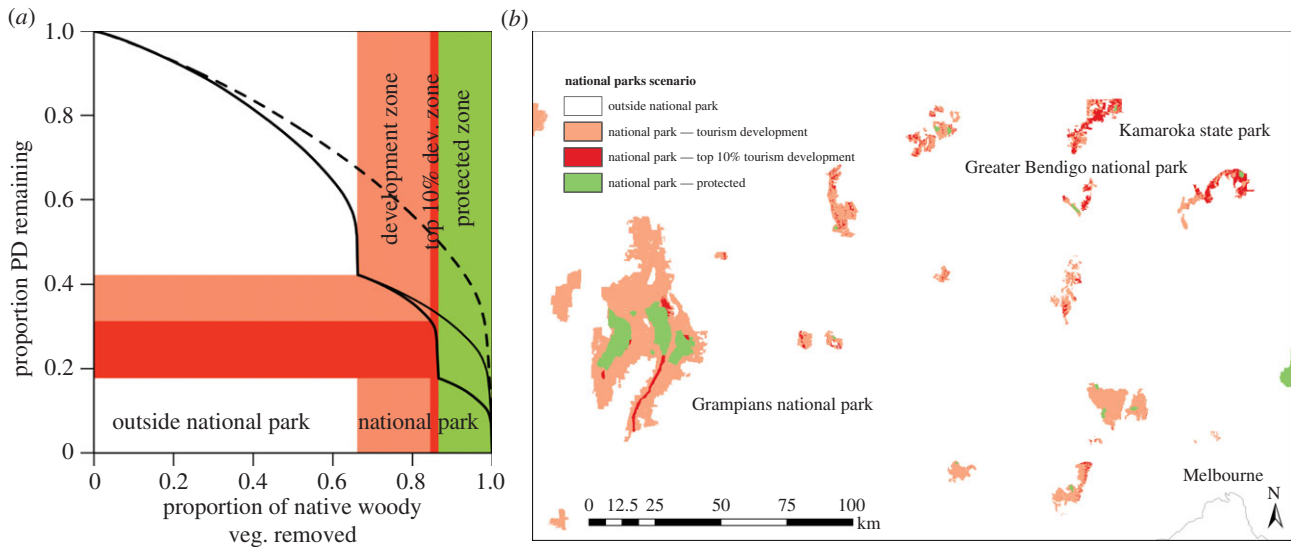 (a)
1.0
0.8
0.6
0.4
0.2
0
proportion PD remaining
development zone
top 10% dev. zone
protected zone
outside national park
national park
0
0.2
0.4
0.6
0.8
1.0
proportion of native woody
veg. removed
(b)
national parks scenario
outside national park
national park — tourism development
national park — top 10% tourism development
national park — protected
Kamaroka state park
Greater Bendigo national park
Grampians national park
Melbourne
N
0 12.5 25 50 75 100
km